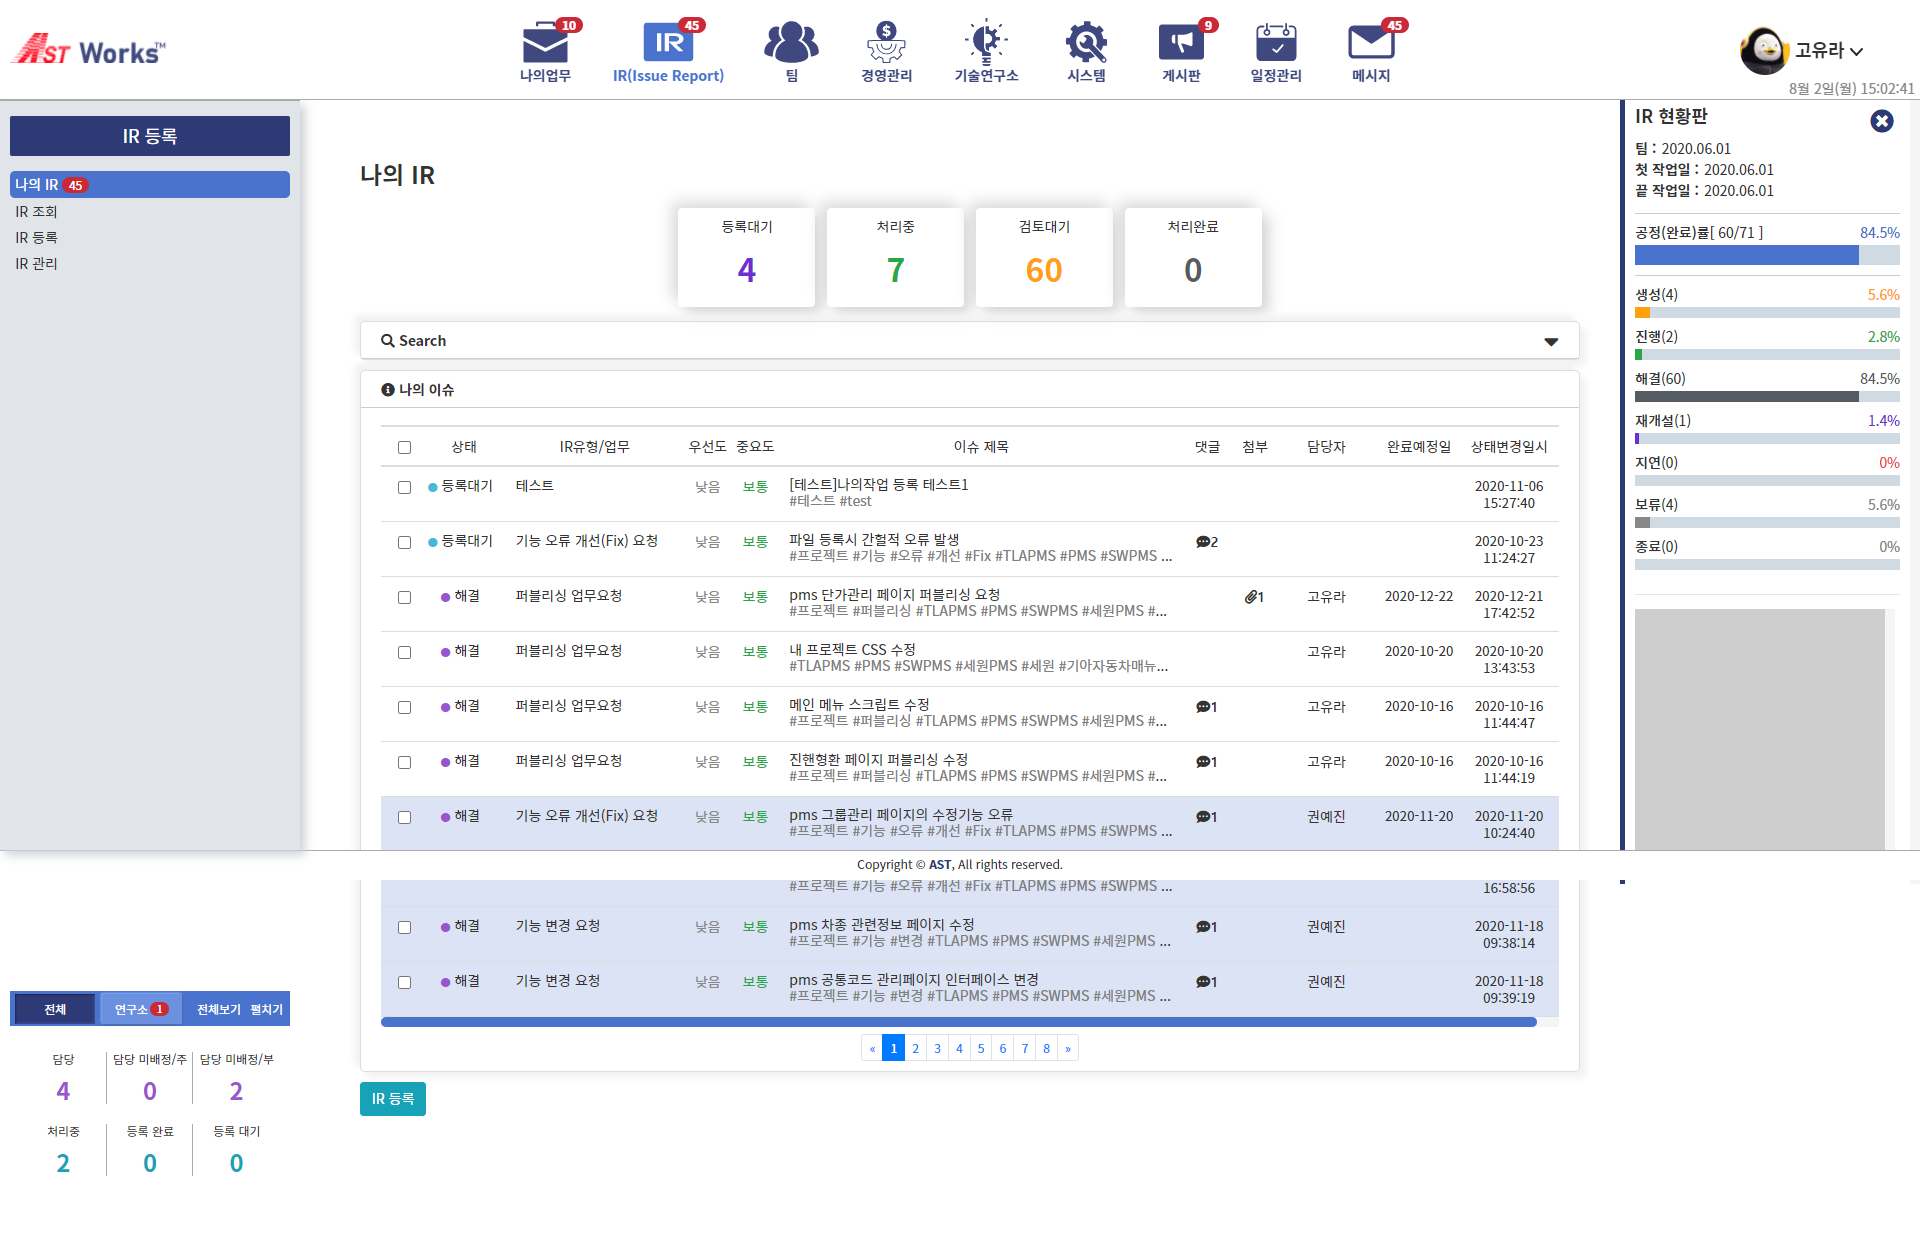 AST Works™
10
나의업무
IR
45
IR(Issue Report)
팀
$
경영관리
기술연구소
시스템
9
게시판
일정관리
45
메시지
고유라
8월 2일(월) 15:02:41
IR 등록
나의 IR 45
IR 조회
IR 등록
IR 관리
나의 IR
등록대기 처리중 검토대기 처리완료
4 7 60 0
Search
나의 이슈
상태 IR유형/업무 우선도 중요도 이슈 제목 댓글 첨부 담당자 완료예정일 상태변경일시
등록대기 테스트 낮음 보통 [테스트]나의작업 등록 테스트1 2020-11-06
#테스트 #test 15:27:40
등록대기 기능 오류 개선(Fix) 요청 낮음 보통 파일 등록시 간헐적 오류 발생 2 2020-10-23
#프로젝트 #기능 #오류 #개선 #Fix #TLAPMS #PMS #SWPMS ... 11:24:27
해결 퍼블리싱 업무요청 낮음 보통 pms 단가관리 페이지 퍼블리싱 요청 1 고유라 2020-12-22 2020-12-21
#프로젝트 #퍼블리싱 #TLAPMS #PMS #SWPMS #세원PMS #... 17:42:52
해결 퍼블리싱 업무요청 낮음 보통 내 프로젝트 CSS 수정 고유라 2020-10-20 2020-10-20
#TLAPMS #PMS #SWPMS #세원PMS #세원 #기아자동차매뉴... 13:43:53
해결 퍼블리싱 업무요청 낮음 보통 메인 메뉴 스크립트 수정 1 고유라 2020-10-16 2020-10-16
#프로젝트 #퍼블리싱 #TLAPMS #PMS #SWPMS #세원PMS #... 11:44:47
해결 퍼블리싱 업무요청 낮음 보통 진핸형환 페이지 퍼블리싱 수정 1 고유라 2020-10-16 2020-10-16
#프로젝트 #퍼블리싱 #TLAPMS #PMS #SWPMS #세원PMS #... 11:44:19
해결 기능 오류 개선(Fix) 요청 낮음 보통 pms 그룹관리 페이지의 수정기능 오류 1 권예진 2020-11-20 2020-11-20
#프로젝트 #기능 #오류 #개선 #Fix #TLAPMS #PMS #SWPMS ... 10:24:40
Copyright © AST, All rights reserved.
#프로젝트 #기능 #오류 #개선 #Fix #TLAPMS #PMS #SWPMS ... 16:58:56
해결 기능 변경 요청 낮음 보통 pms 차종 관련정보 페이지 수정 1 권예진 2020-11-18
#프로젝트 #기능 #변경 #TLAPMS #PMS #SWPMS #세원PMS ... 09:38:14
해결 기능 변경 요청 낮음 보통 pms 공통코드 관리페이지 인터페이스 변경 1 권예진 2020-11-18
#프로젝트 #기능 #변경 #TLAPMS #PMS #SWPMS #세원PMS ... 09:39:19
« 1 2 3 4 5 6 7 8 »
IR 등록
IR 현황판
팀 : 2020.06.01
첫 작업일 : 2020.06.01
끝 작업일 : 2020.06.01
공정(완료)률[ 60/71 ] 84.5%
생성(4) 5.6%
진행(2) 2.8%
해결(60) 84.5%
재개설(1) 1.4%
지연(0) 0%
보류(4) 5.6%
종료(0) 0%
전체 연구소 1 전체보기 펼치기
담당 담당 미배정/주 담당 미배정/부
4 0 2
처리중 등록 완료 등록 대기
2 0 0